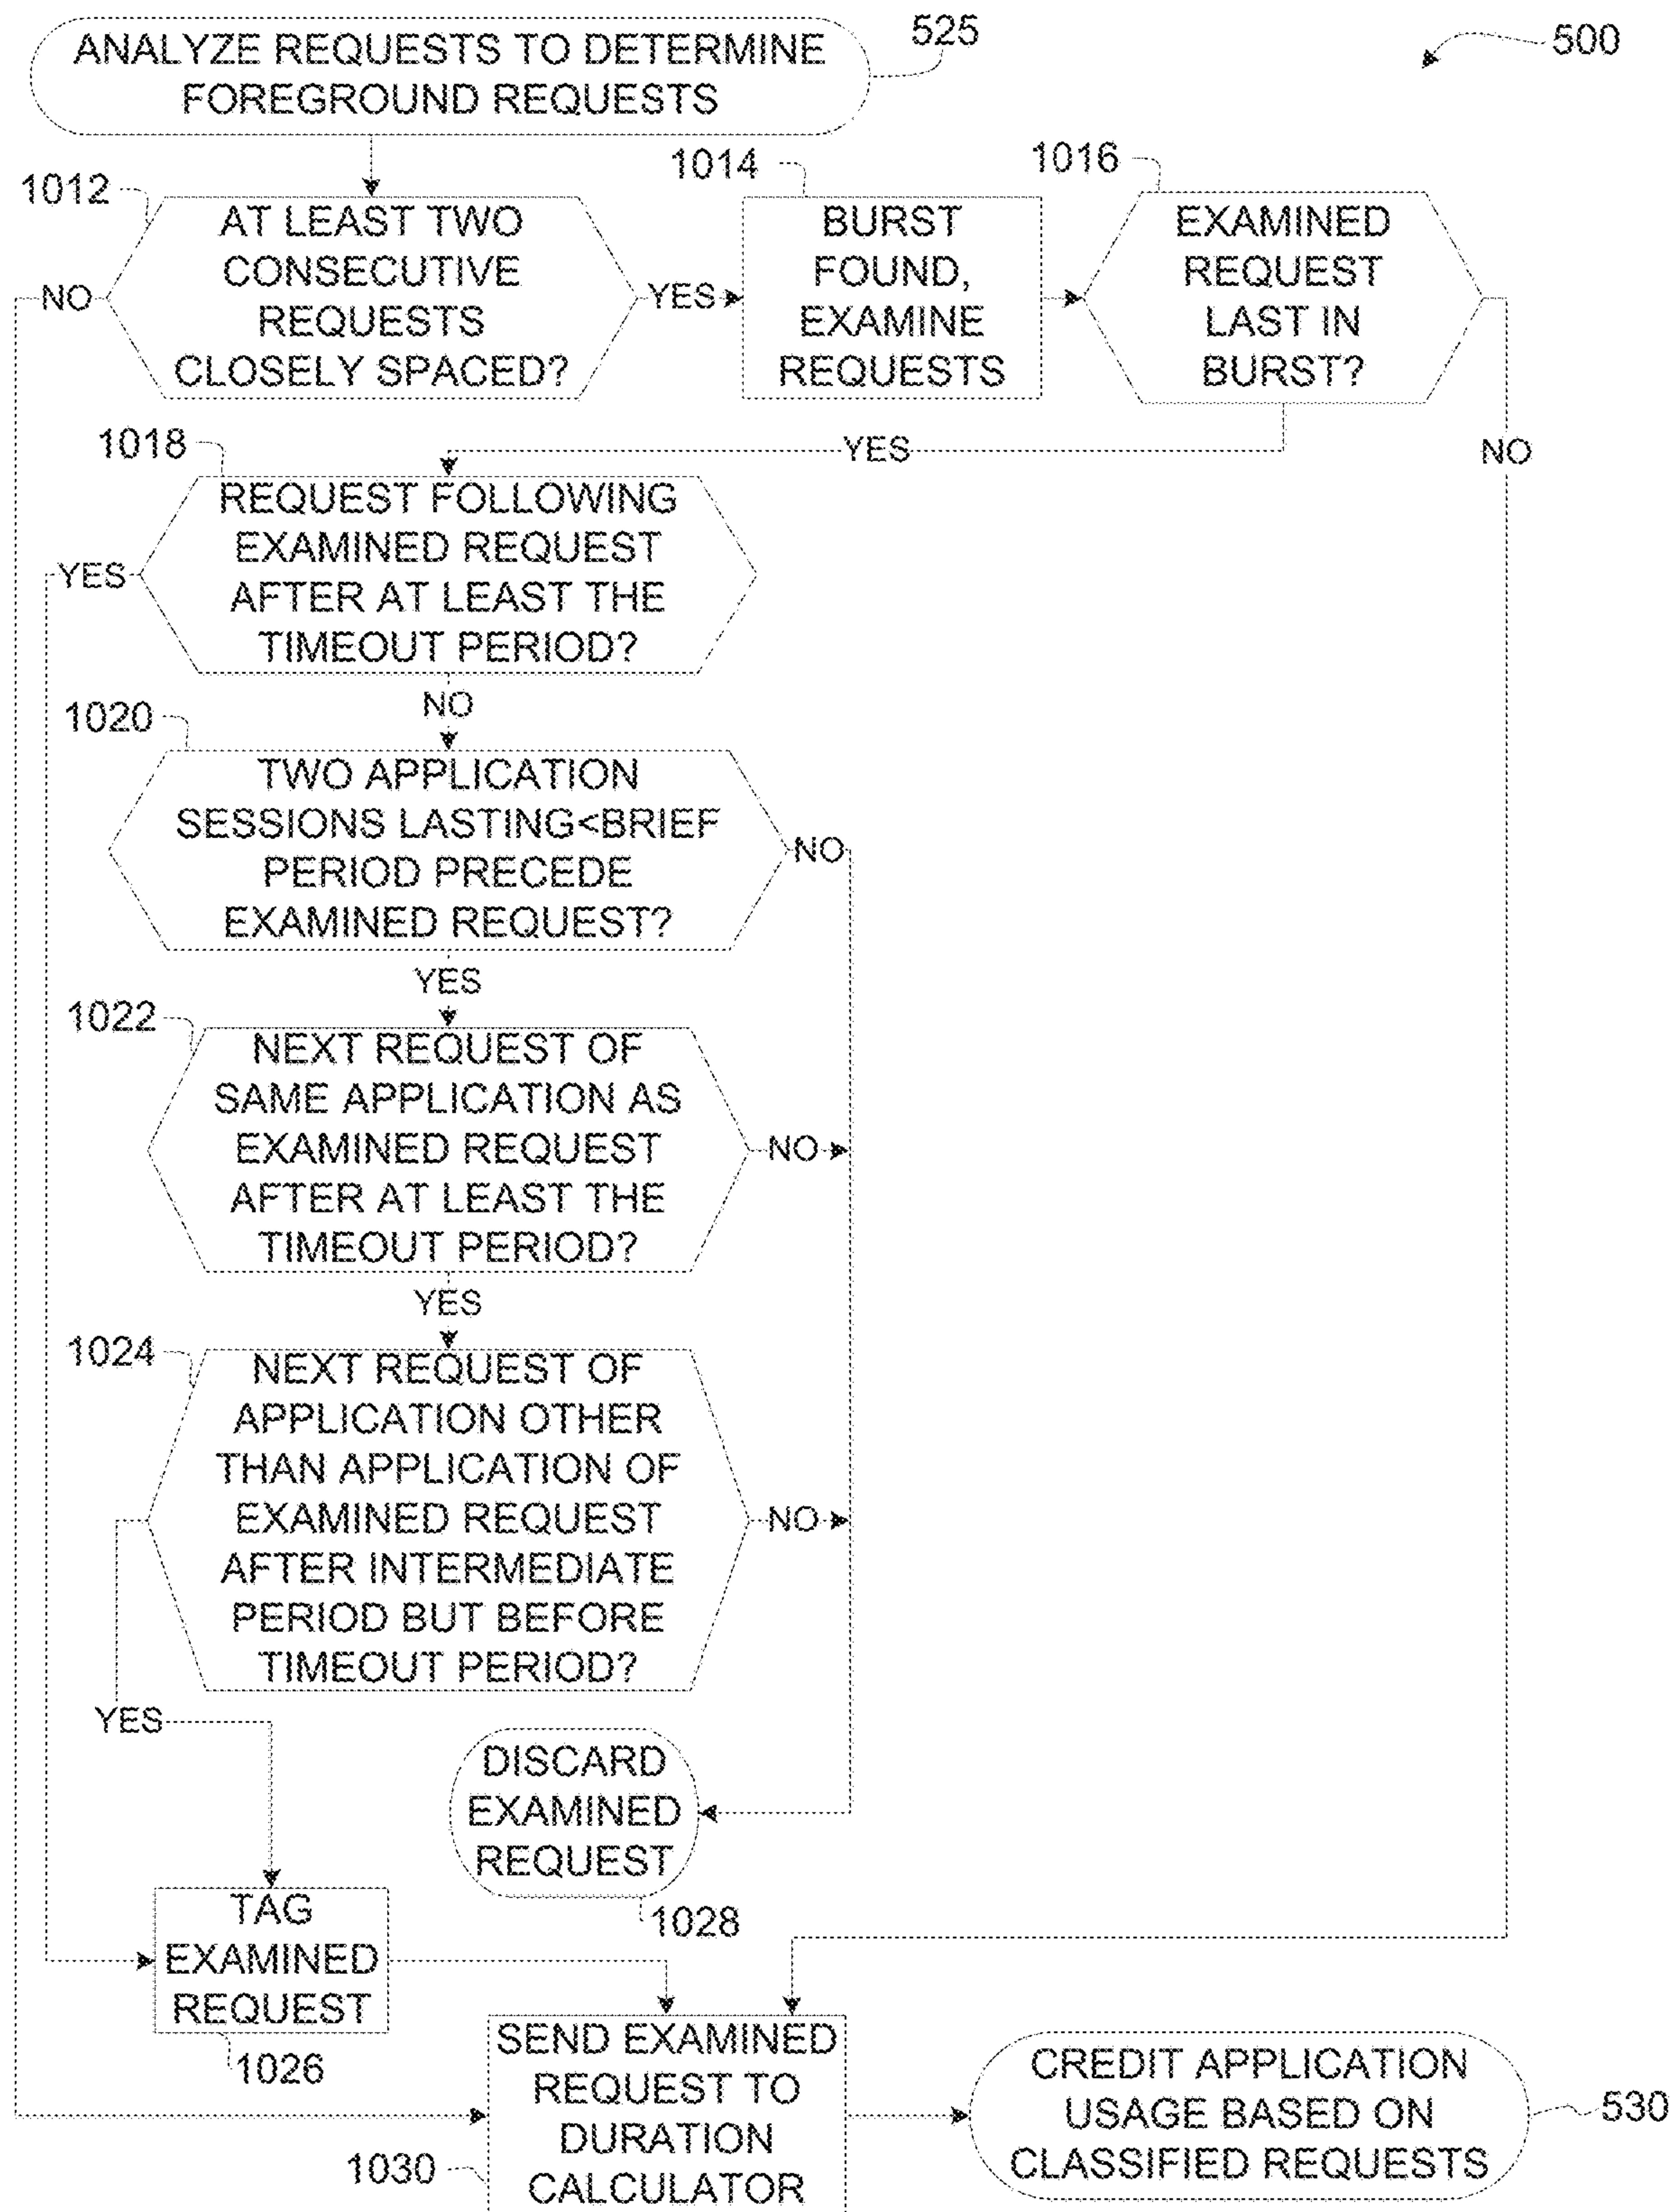 ANALYZE REQUESTS TO DETERMINE
FOREGROUND REQUESTS
525
500
1012
AT LEAST TWO
CONSECUTIVE
REQUESTS
CLOSELY SPACED?
NO
YES
1014
BURST
FOUND,
EXAMINE
REQUESTS
1016
EXAMINED
REQUEST
LAST IN
BURST?
YES
NO
1018
REQUEST FOLLOWING
EXAMINED REQUEST
AFTER AT LEAST THE
TIMEOUT PERIOD?
YES
NO
1020
TWO APPLICATION
SESSIONS LASTING<BRIEF
PERIOD PRECEDE
EXAMINED REQUEST?
NO
YES
1022
NEXT REQUEST OF
SAME APPLICATION AS
EXAMINED REQUEST
AFTER AT LEAST THE
TIMEOUT PERIOD?
NO
YES
1024
NEXT REQUEST OF
APPLICATION OTHER
THAN APPLICATION OF
EXAMINED REQUEST
AFTER INTERMEDIATE
PERIOD BUT BEFORE
TIMEOUT PERIOD?
NO
YES
DISCARD
EXAMINED
REQUEST
1028
TAG
EXAMINED
REQUEST
1026
SEND EXAMINED
REQUEST TO
DURATION
CALCULATOR
1030
CREDIT APPLICATION
USAGE BASED ON
CLASSIFIED REQUESTS
530